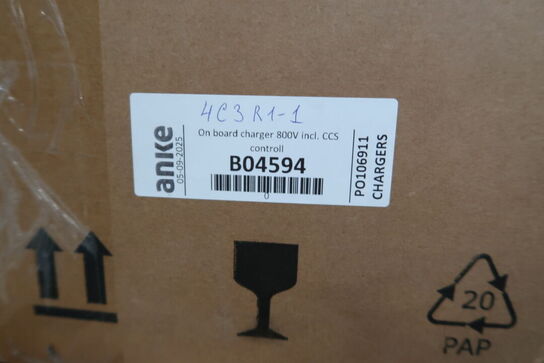 4C3R1-1
On board charger 800V incl. CCS
controll
B04594
0
anke
05-09-2025
PO106911
CHARGERS
20
PAP